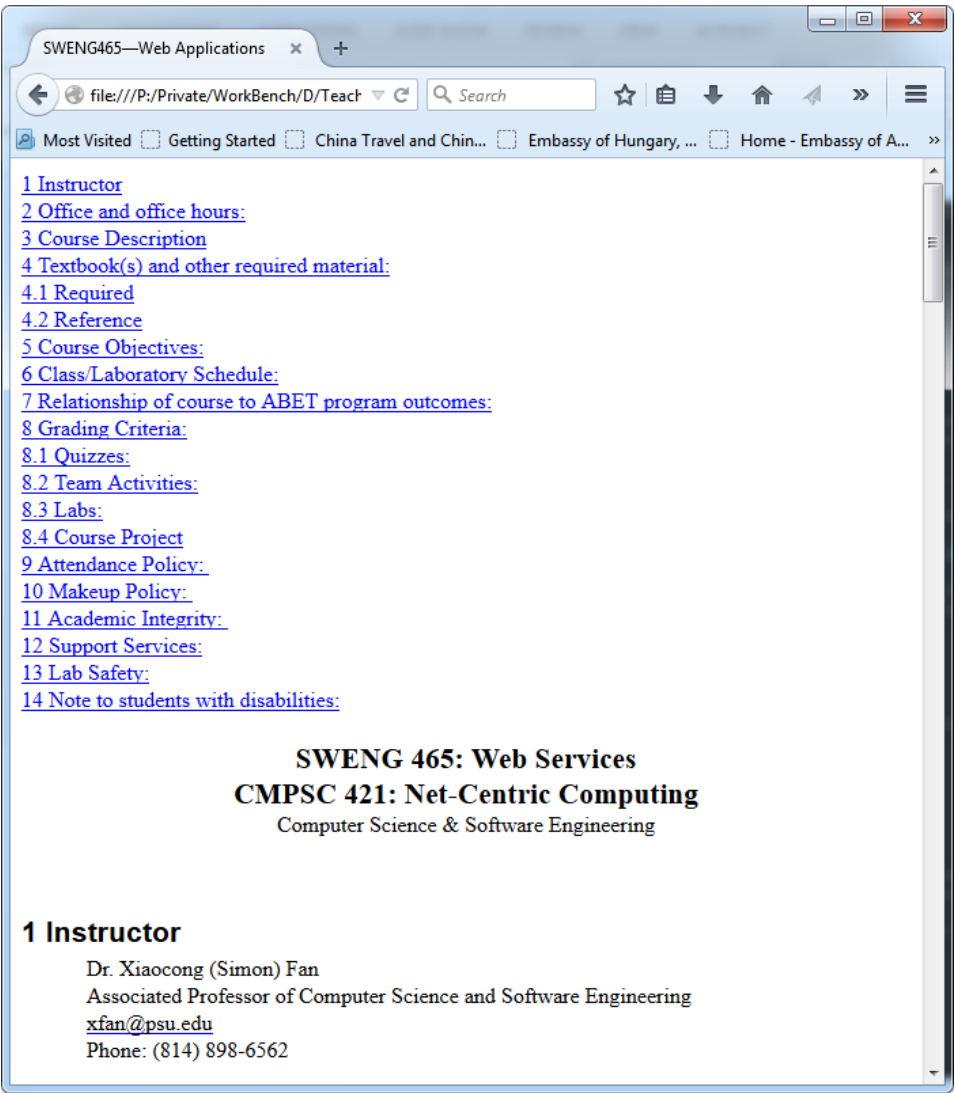 SWENG465—Web Applications
file:///P:/Private/WorkBench/D/Teach Search
Most Visited Getting Started China Travel and Chin... Embassy of Hungary, ... Home - Embassy of A...
1 Instructor
2 Office and office hours:
3 Course Description
4 Textbook(s) and other required material:
4.1 Required
4.2 Reference
5 Course Objectives:
6 Class/Laboratory Schedule:
7 Relationship of course to ABET program outcomes:
8 Grading Criteria:
8.1 Quizzes:
8.2 Team Activities:
8.3 Labs:
8.4 Course Project
9 Attendance Policy:
10 Makeup Policy:
11 Academic Integrity:
12 Support Services:
13 Lab Safety:
14 Note to students with disabilities:
SWENG 465: Web Services
CMPSC 421: Net-Centric Computing
Computer Science & Software Engineering
1 Instructor
Dr. Xiaocong (Simon) Fan
Associated Professor of Computer Science and Software Engineering
xfan@psu.edu
Phone: (814) 898-6562